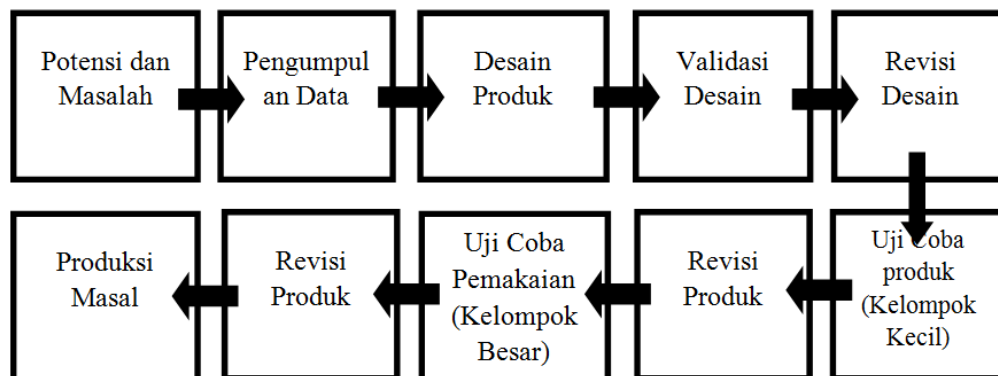 Potensi dan
Masalah
Pengumpul
an Data
Desain
Produk
Validasi
Desain
Revisi
Desain
Uji Coba
produk
(Kelompok
Kecil)
Revisi
Produk
Uji Coba
Pemakaian
(Kelompok
Besar)
Revisi
Produk
Produksi
Masal